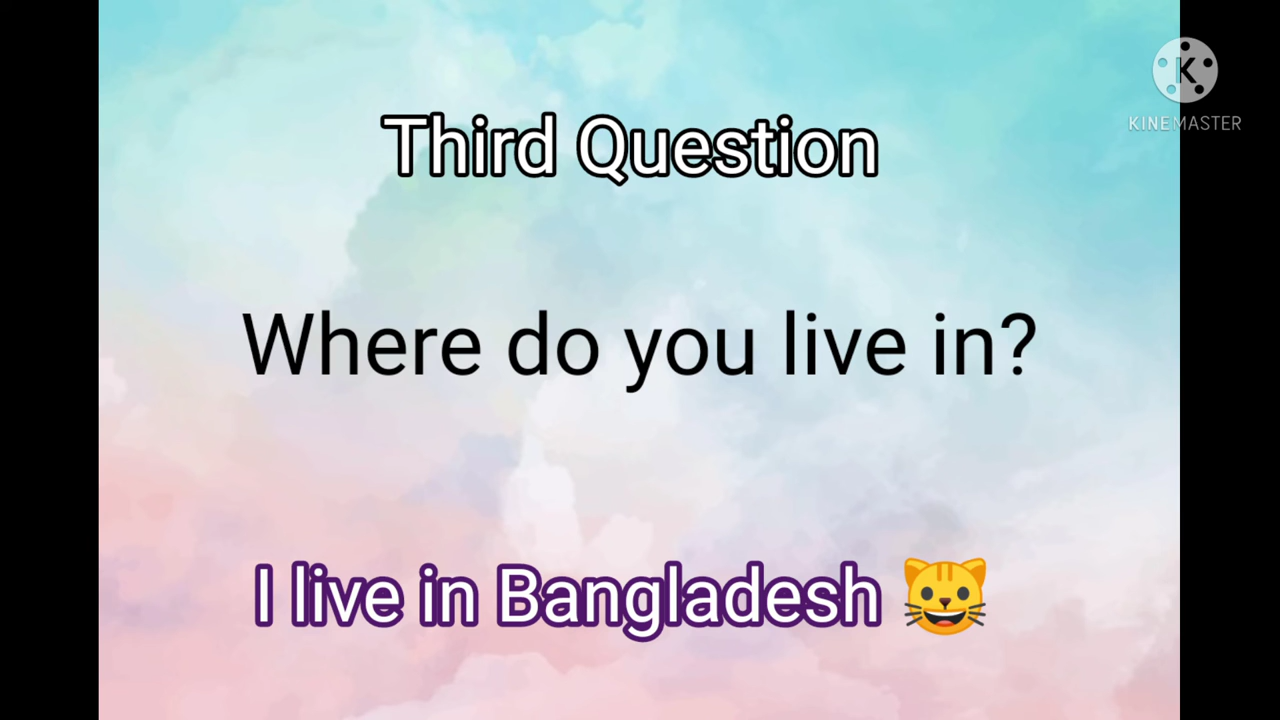 Third Question
K
KINEMASTER
Where do you live in?
I live in Bangladesh 😺